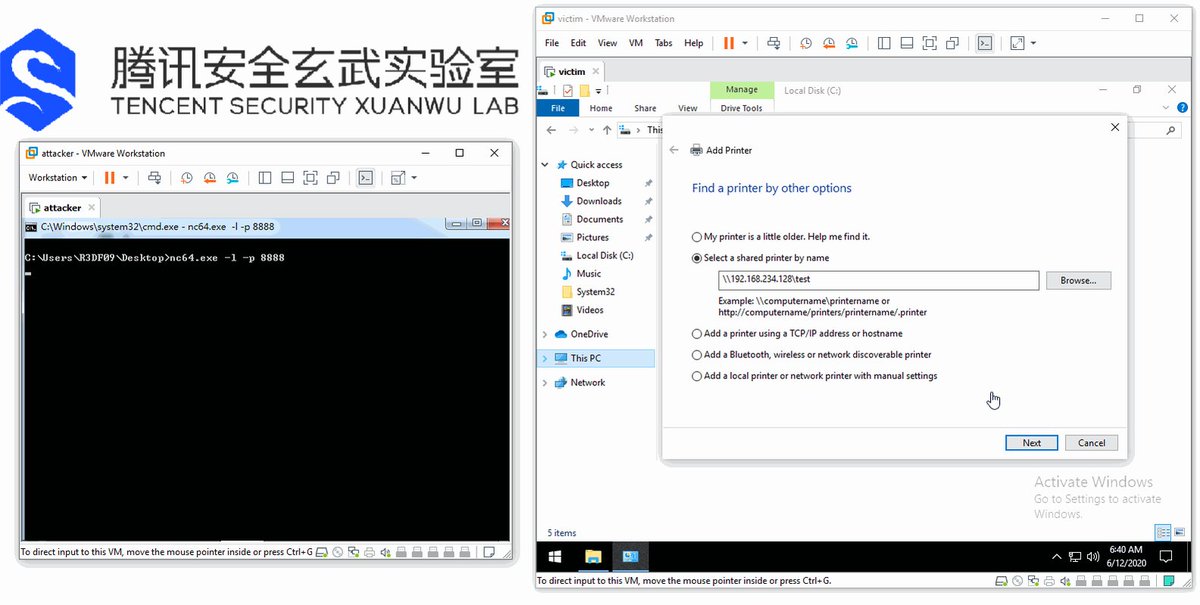 腾讯安全玄武实验室
TENCENT SECURITY XUANWU LAB
attacker - VMware Workstation
Workstation
attacker
C:\Windows\system32\cmd.exe - nc64.exe -l -p 8888
C:\Users\R3DF09\Desktop>nc64.exe -l -p 8888
To direct input to this VM, move the mouse pointer inside or press Ctrl+G
victim - VMware Workstation
File Edit View VM Tabs Help
victim
Manage Local Disk (C:)
File Home Share View Drive Tools
This
Quick access
Desktop
Downloads
Documents
Pictures
Local Disk (C:)
Music
System32
Videos
OneDrive
This PC
Network
5 items
Add Printer
Find a printer by other options
My printer is a little older. Help me find it.
Select a shared printer by name
\\192.168.234.128\test
Browse...
Example: \\computername\printername or
http://computername/printers/printername/.printer
Add a printer using a TCP/IP address or hostname
Add a Bluetooth, wireless or network discoverable printer
Add a local printer or network printer with manual settings
Next Cancel
Activate Windows
Go to Settings to activate
Windows.
6:40 AM
6/12/2020
To direct input to this VM, move the mouse pointer inside or press Ctrl+G.